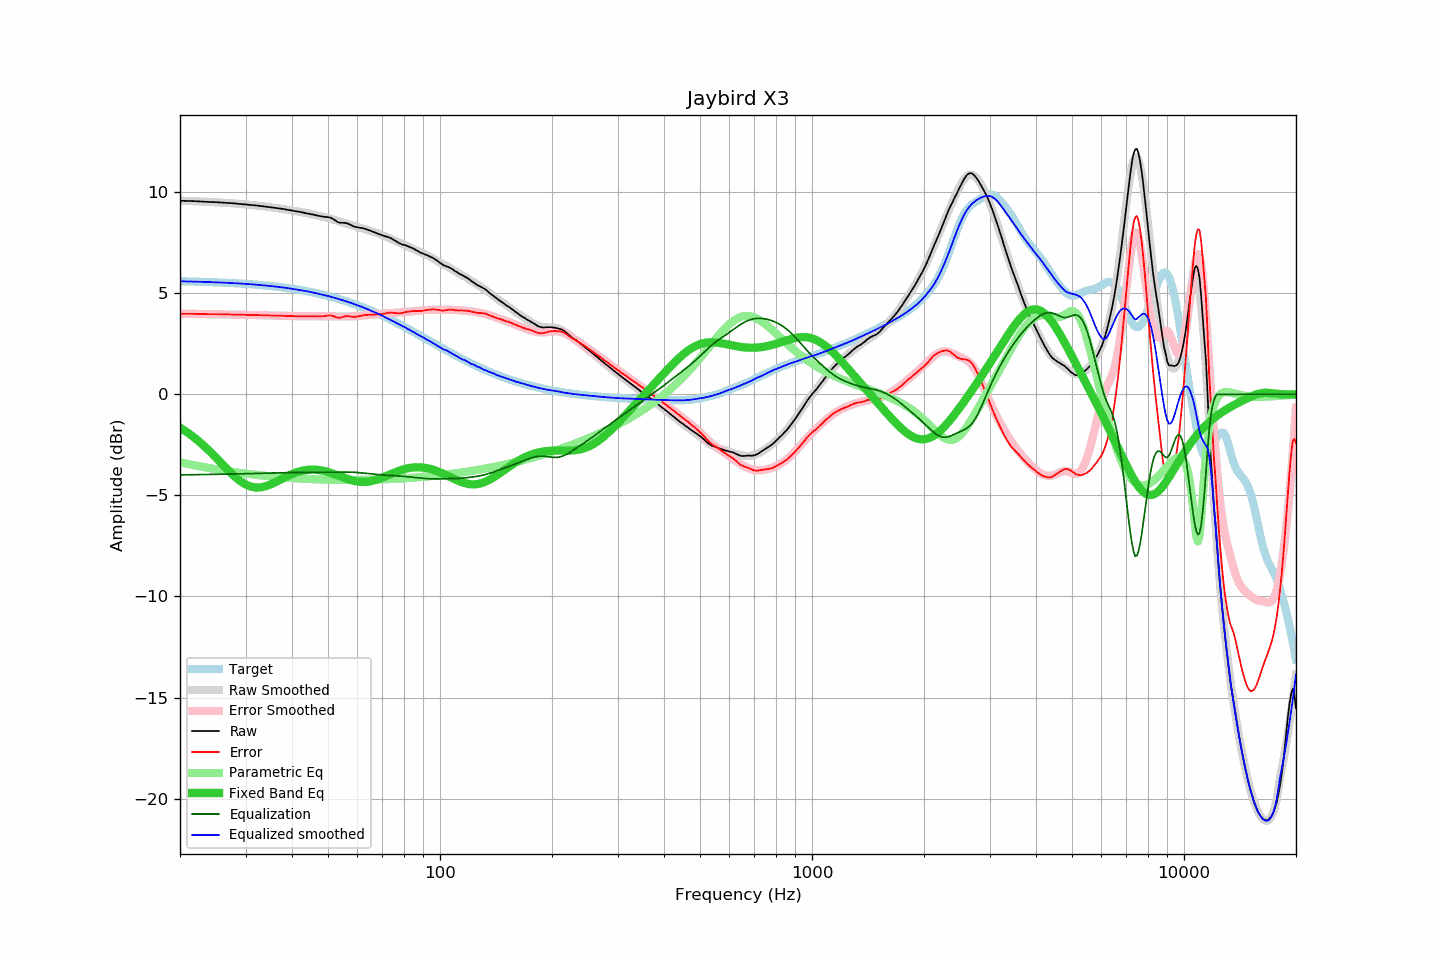 Jaybird X3
Amplitude (dBr)
10
5
0
−5
−10
−15
−20
Target
Raw Smoothed
Error Smoothed
Raw
Error
Parametric Eq
Fixed Band Eq
Equalization
Equalized smoothed
100
1000
10000
Frequency (Hz)